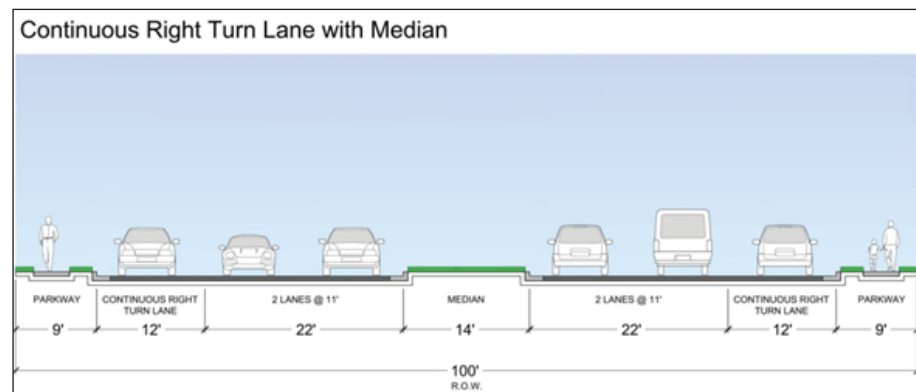 Continuous Right Turn Lane with Median
PARKWAY
CONTINUOUS RIGHT
TURN LANE
2 LANES @ 11'
MEDIAN
2 LANES @ 11'
CONTINUOUS RIGHT
TURN LANE
PARKWAY
9'
12'
22'
14'
22'
12'
9'
100'
R.O.W.